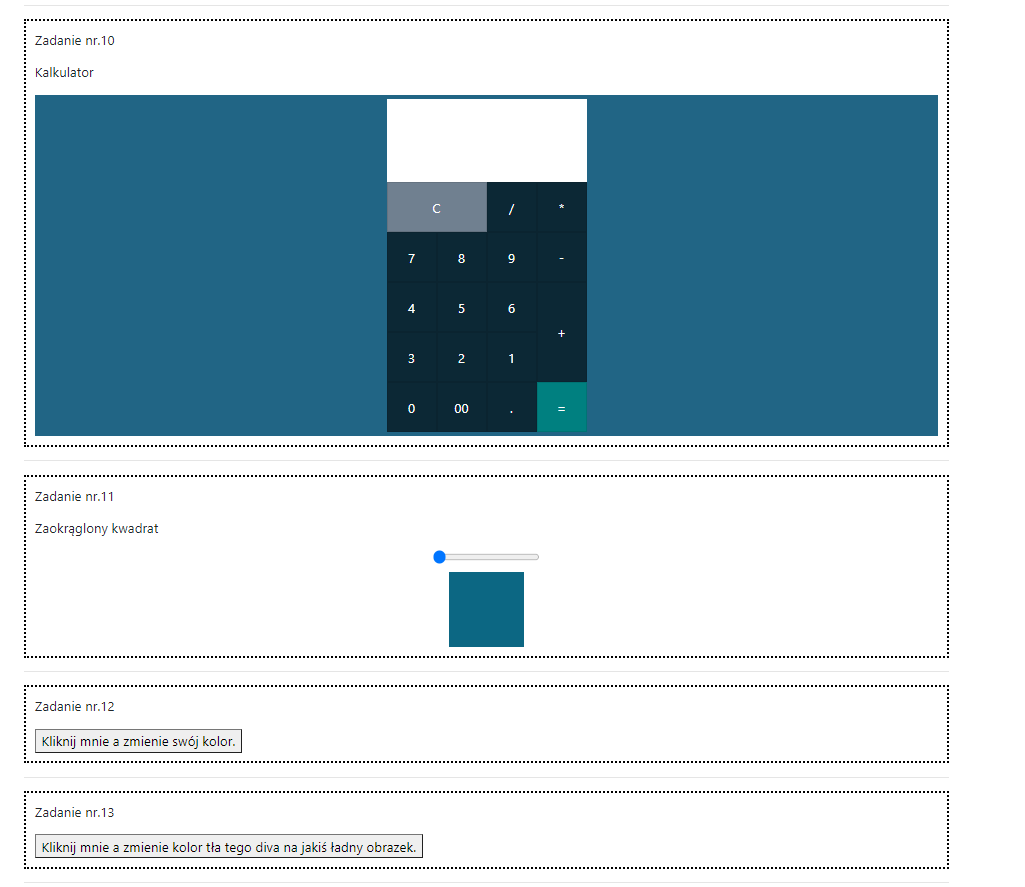 Zadanie nr.10
Kalkulator
C / *
7 8 9 -
4 5 6
+
3 2 1
0 00 . =
Zadanie nr.11
Zaokrąglony kwadrat
Zadanie nr.12
Kliknij mnie a zmienie swój kolor.
Zadanie nr.13
Kliknij mnie a zmienie kolor tła tego diva na jakiś ładny obrazek.